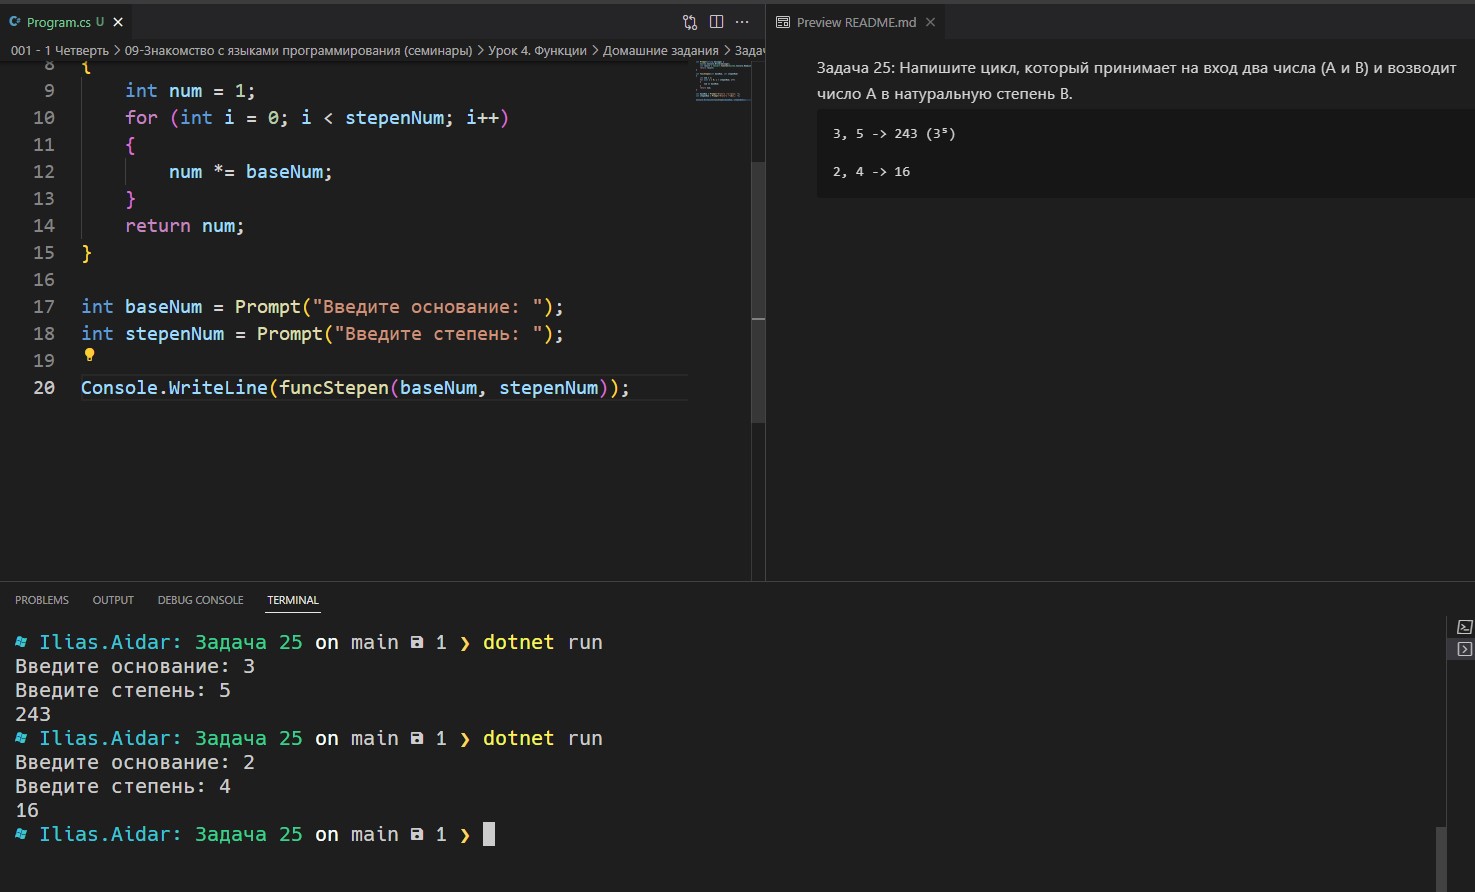 C# Program.cs U
001 - 1 Четверть > 09-Знакомство с языками программирования (семинары) > Урок 4. Функции > Домашние задания > Задач
8 {
9 int num = 1;
10 for (int i = 0; i < stepenNum; i++)
11 {
12 num *= baseNum;
13 }
14 return num;
15 }
16
17 int baseNum = Prompt("Введите основание: ");
18 int stepenNum = Prompt("Введите степень: ");
19
20 Console.WriteLine(funcStepen(baseNum, stepenNum));
Preview README.md
Задача 25: Напишите цикл, который принимает на вход два числа (A и B) и возводит
число A в натуральную степень B.
3, 5 -> 243 (3⁵)
2, 4 -> 16
PROBLEMS OUTPUT DEBUG CONSOLE TERMINAL
Ilias.Aidar: Задача 25 on main 1 ❯ dotnet run
Введите основание: 3
Введите степень: 5
243
Ilias.Aidar: Задача 25 on main 1 ❯ dotnet run
Введите основание: 2
Введите степень: 4
16
Ilias.Aidar: Задача 25 on main 1 ❯